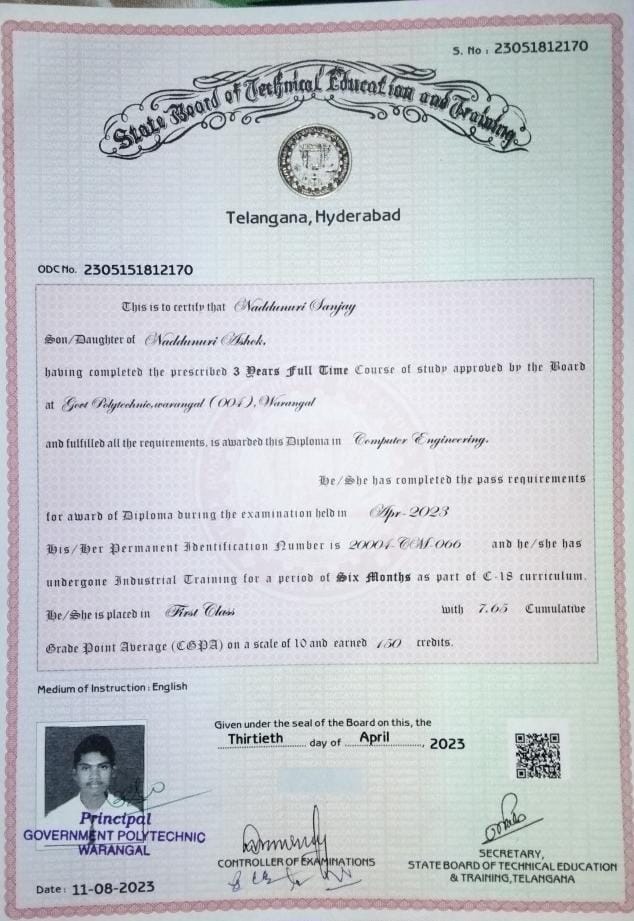 S. No : 23051812170
State Board of Technical Education and Training
Telangana, Hyderabad
ODC No. 2305151812170
This is to certify that Naddunuri Sanjay
Son/Daughter of Naddunuri Ashok.
having completed the prescribed 3 Years Full Time Course of study approved by the Board
at Govt Polytechnic,warangal (004), Warangal
and fulfilled all the requirements, is awarded this Diploma in Computer Engineering.
He/She has completed the pass requirements
for award of Diploma during the examination held in Apr-2023
His/Her Permanent Identification Number is 20004-CM-066 and he/she has
undergone Industrial Training for a period of Six Months as part of C-18 curriculum.
He/She is placed in First Class with 7.65 Cumulative
Grade Point Average (CGPA) on a scale of 10 and earned 150 credits.
Medium of Instruction : English
Given under the seal of the Board on this, the
Thirtieth day of April, 2023
Principal
GOVERNMENT POLYTECHNIC
WARANGAL
CONTROLLER OF EXAMINATIONS
SECRETARY,
STATE BOARD OF TECHNICAL EDUCATION
& TRAINING, TELANGANA
Date : 11-08-2023